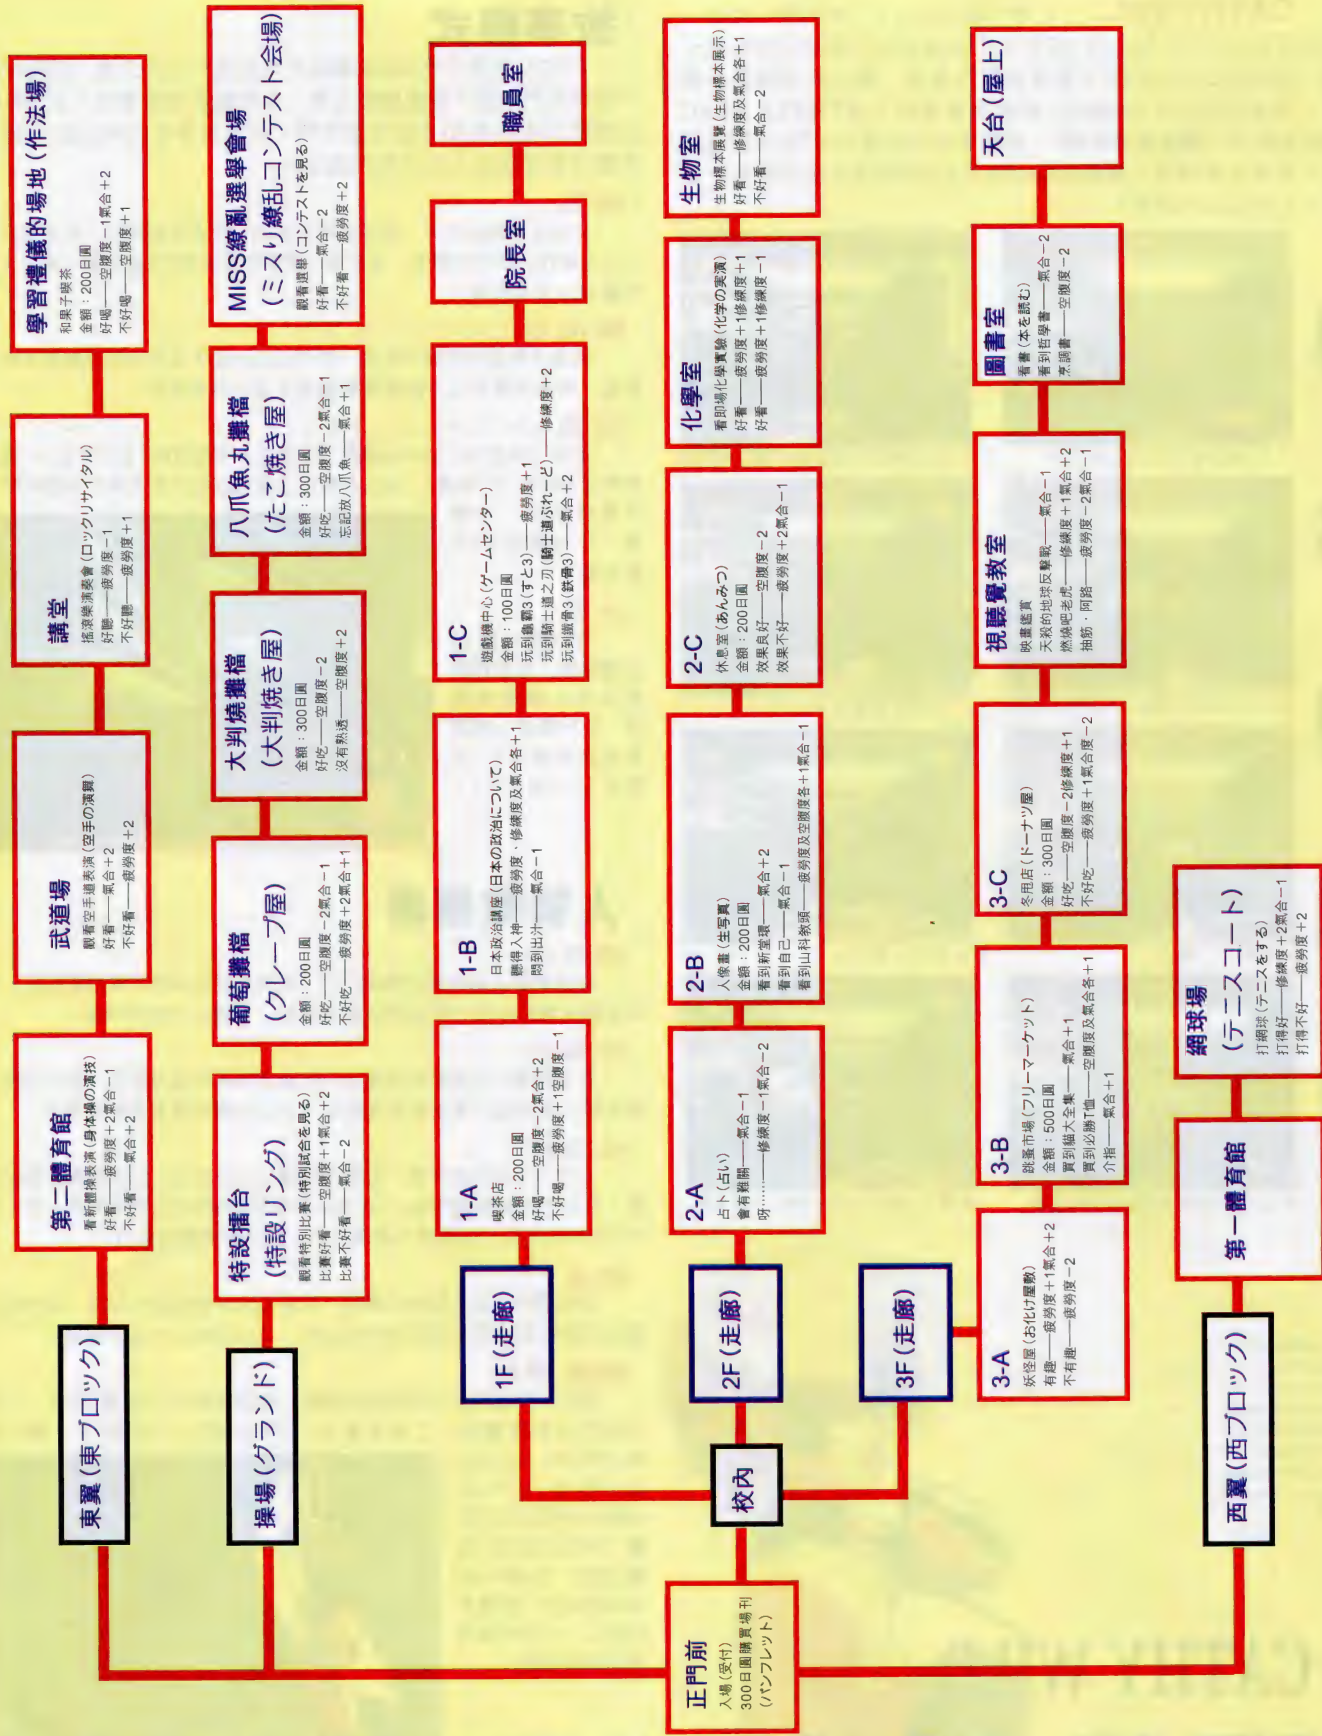 正門前
入場(受付)
300日圓購買場刊
(パンフレット)
東翼(東ブロック)
第二體育館
看新體操表演(身体操の演技)
好看——疲勞度+2氣合-1
不好看——氣合+2
武道場
觀看空手道表演(空手の演舞)
好看——氣合+2
不好看——疲勞度+2
講堂
搖滾樂演奏會(ロックリサイタル)
好聽——疲勞度-1
不好聽——疲勞度+1
學習禮儀的場地(作法場)
和果子喫茶
金額:200日圓
好喝——空腹度-1氣合+2
不好喝——空腹度+1
操場(グランド)
特設擂台
(特設リング)
觀看特別比賽(特別試合を見る)
比賽好看——空腹度+1氣合+2
比賽不好看——氣合-2
葡萄攤檔
(クレープ屋)
金額:200日圓
好吃——空腹度-2氣合-1
不好吃——疲勞度+2氣合+1
大判燒攤檔
(大判焼き屋)
金額:300日圓
好吃——空腹度-2
沒有熟透——空腹度+2
八爪魚丸攤檔
(たこ焼き屋)
金額:300日圓
好吃——空腹度-2氣合-1
忘記放八爪魚——氣合+1
MISS繚亂選舉會場
(ミスり繚乱コンテスト会場)
觀看選舉(コンテストを見る)
好看——氣合-2
不好看——疲勞度+2
校內
1F(走廊)
1-A
喫茶店
金額:200日圓
好喝——空腹度-2氣合+2
不好喝——疲勞度+1空腹度-1
1-B
日本政治講座(日本の政治について)
聽得入神——疲勞度、修練度及氣合各+1
悶到出汁——氣合-1
1-C
遊戲機中心(ゲームセンター)
金額:100日圓
玩到龜霸3(すと3)——疲勞度+1
玩到騎士道之刃(騎士道ぶれーど)——修練度+2
玩到鐵骨3(鉄骨3)——氣合+2
院長室
職員室
2F(走廊)
2-A
占卜(占い)
會有難關——氣合-1
呀……——修練度-1氣合-2
2-B
人像畫(生写真)
金額:200日圓
看到新堂環——氣合+2
看到自己——氣合-1
看到山科教頭——疲勞度及空腹度各+1氣合-1
2-C
休息室(あんみつ)
金額:200日圓
效果良好——空腹度-2
效果不好——疲勞度+2氣合-1
化學室
看即場化學實驗(化学の実演)
好看——疲勞度+1修練度+1
好看——疲勞度+1修練度-1
生物室
生物標本展覽(生物標本展示)
好看——修練度及氣合各+1
不好看——氣合-2
3F(走廊)
3-A
妖怪屋(お化け屋敷)
有趣——疲勞度+1氣合+2
不有趣——疲勞度-2
3-B
跳蚤市場(フリーマーケット)
金額:500日圓
買到貓大全集——氣合+1
買到必勝T恤——空腹度及氣合各+1
介指——氣合+1
3-C
冬甩店(ドーナツ屋)
金額:300日圓
好吃——空腹度-2修練度+1
不好吃——疲勞度+1氣合度-2
視聽覺教室
映畫鑑賞
天殺的地球反擊戰——氣合-1
燃燒吧老虎——修練度+1氣合+2
抽筋・阿路——疲勞度-2氣合-1
圖書室
看書(本を読む)
看到哲學書——氣合-2
烹調書——空腹度-2
天台(屋上)
西翼(西ブロック)
第一體育館
網球場
(テニスコート)
打網球(テニスをする)
打得好——修練度+2氣合-1
打得不好——疲勞度+2